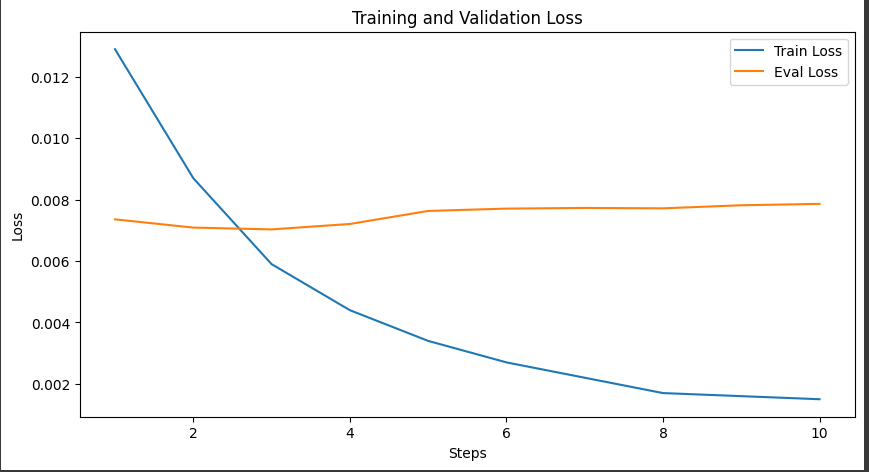 Training and Validation Loss
Train Loss
Eval Loss
0.012
0.010
0.008
0.006
0.004
0.002
Loss
2 4 6 8 10
Steps